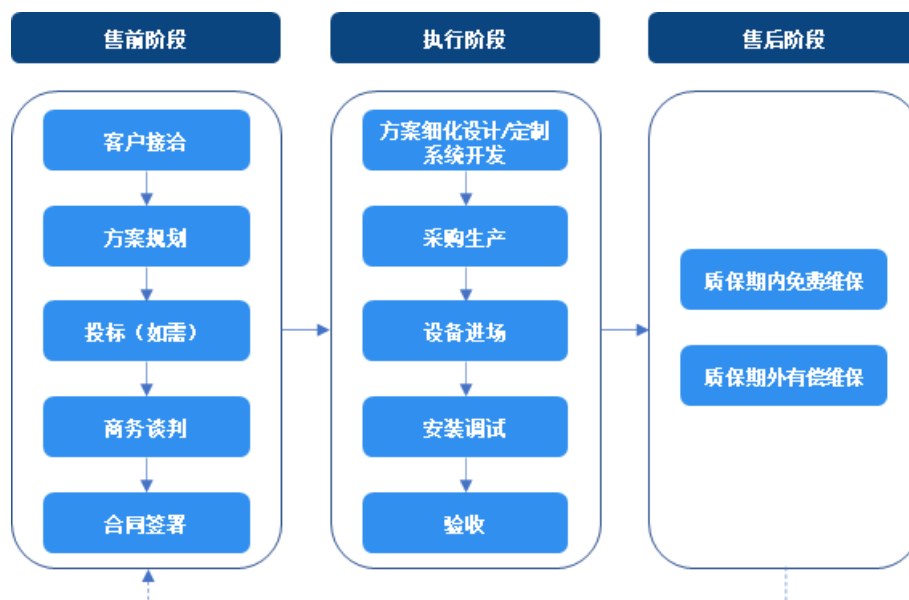 售前阶段
客户接洽
方案规划
投标（如需）
商务谈判
合同签署
执行阶段
方案细化设计/定制
系统开发
采购生产
设备进场
安装调试
验收
售后阶段
质保期内免费维保
质保期外有偿维保